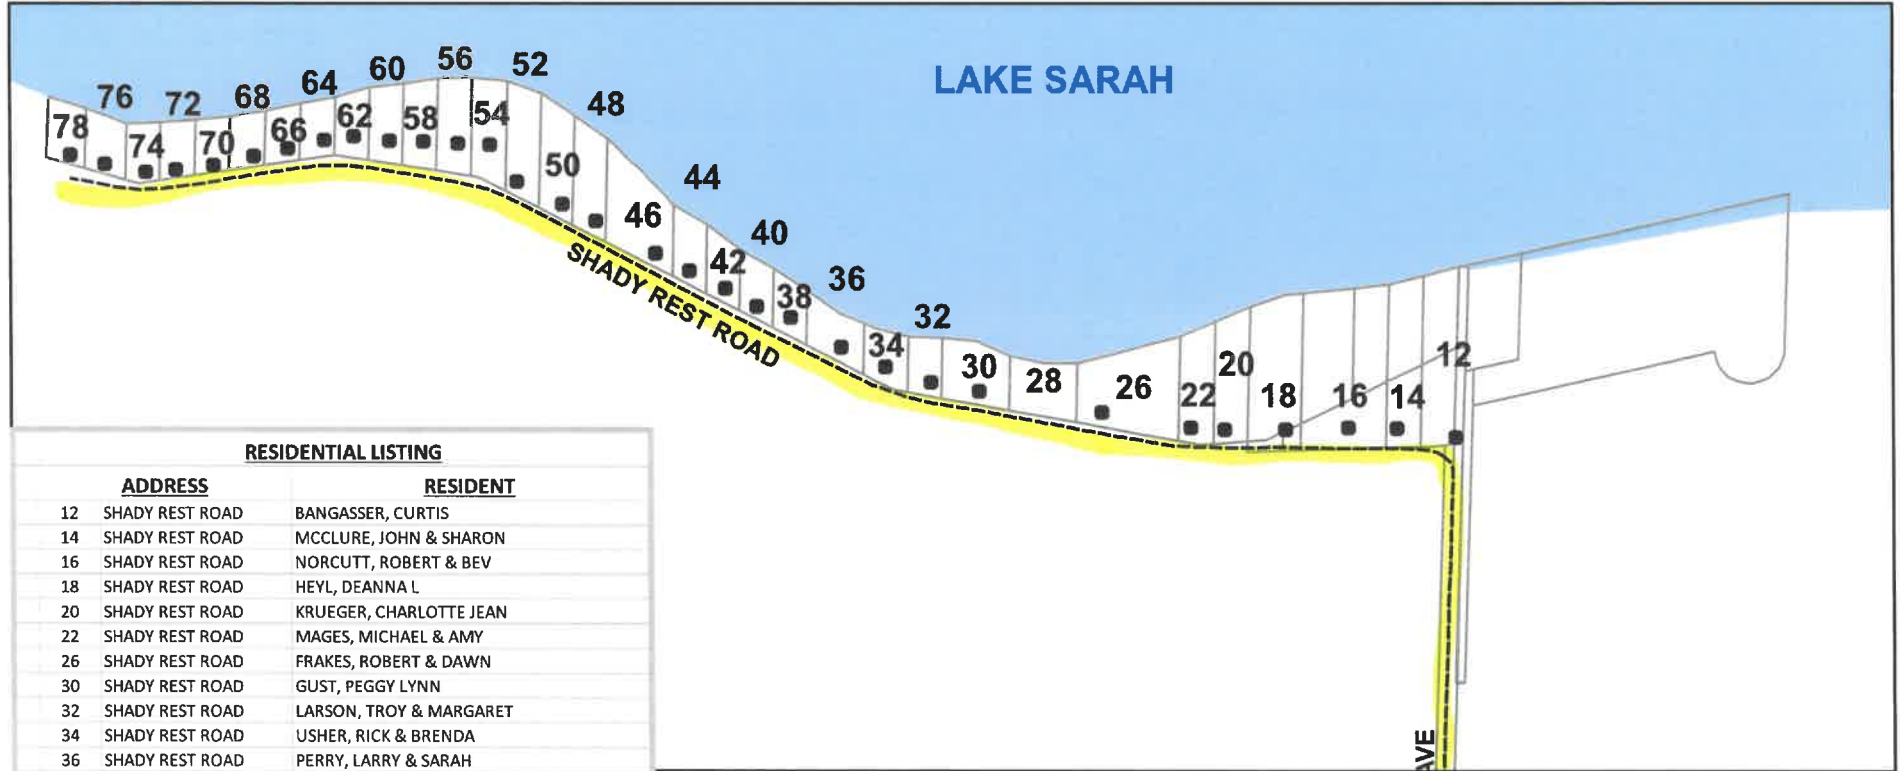 LAKE SARAH
56
60
52
64
68
76
72
48
78
74
70
66
62
58
54
50
44
46
40
42
36
38
SHADY REST ROAD
32
34
30
28
26
22
20
18
16
14
12
AVE
RESIDENTIAL LISTING
ADDRESS RESIDENT
12 SHADY REST ROAD BANGASSER, CURTIS
14 SHADY REST ROAD MCCLURE, JOHN & SHARON
16 SHADY REST ROAD NORCUTT, ROBERT & BEV
18 SHADY REST ROAD HEYL, DEANNA L
20 SHADY REST ROAD KRUEGER, CHARLOTTE JEAN
22 SHADY REST ROAD MAGES, MICHAEL & AMY
26 SHADY REST ROAD FRAKES, ROBERT & DAWN
30 SHADY REST ROAD GUST, PEGGY LYNN
32 SHADY REST ROAD LARSON, TROY & MARGARET
34 SHADY REST ROAD USHER, RICK & BRENDA
36 SHADY REST ROAD PERRY, LARRY & SARAH